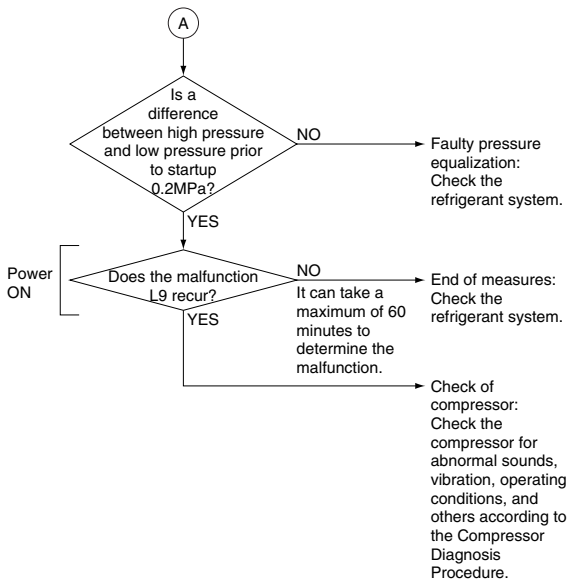 A
Is a
difference
between high pressure
and low pressure prior
to startup
0.2MPa?
NO
Faulty pressure
equalization:
Check the
refrigerant system.
YES
Power
ON
Does the malfunction
L9 recur?
NO
It can take a
maximum of 60
minutes to
determine the
malfunction.
End of measures:
Check the
refrigerant system.
YES
Check of
compressor:
Check the
compressor for
abnormal sounds,
vibration, operating
conditions, and
others according to
the Compressor
Diagnosis
Procedure.